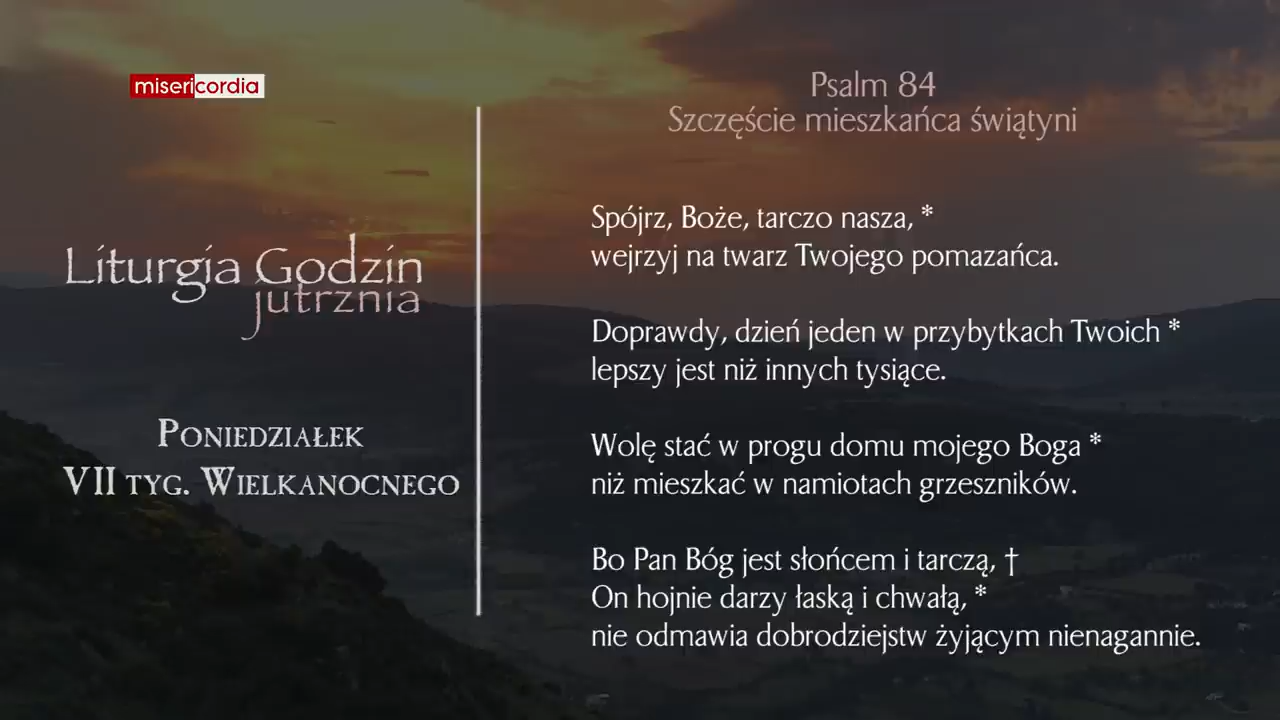 misericordia
Liturgia Godzin
jutrznia
Poniedziałek
VII tyg. Wielkanocnego
Psalm 84
Szczęście mieszkańca świątyni
Spójrz, Boże, tarczo nasza, *
wejrzyj na twarz Twojego pomazańca.
Doprawdy, dzień jeden w przybytkach Twoich *
lepszy jest niż innych tysiące.
Wolę stać w progu domu mojego Boga *
niż mieszkać w namiotach grzeszników.
Bo Pan Bóg jest słońcem i tarczą, †
On hojnie darzy łaską i chwałą, *
nie odmawia dobrodziejstw żyjącym nienagannie.